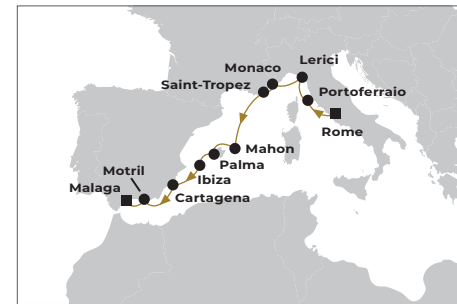 Lerici
Monaco
Saint-Tropez
Portoferraio
Rome
Mahon
Palma
Ibiza
Motril
Malaga
Cartagena